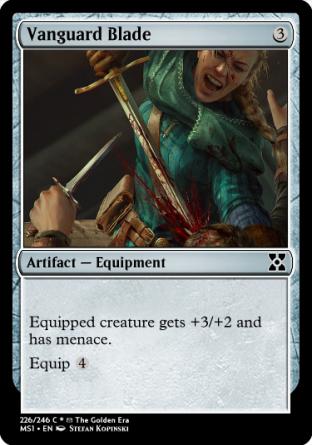 Vanguard Blade 3
Artifact — Equipment
Equipped creature gets +3/+2 and
has menace.
Equip 4
226/246 C * The Golden Era
MS1 • EN Stefan Kopinski